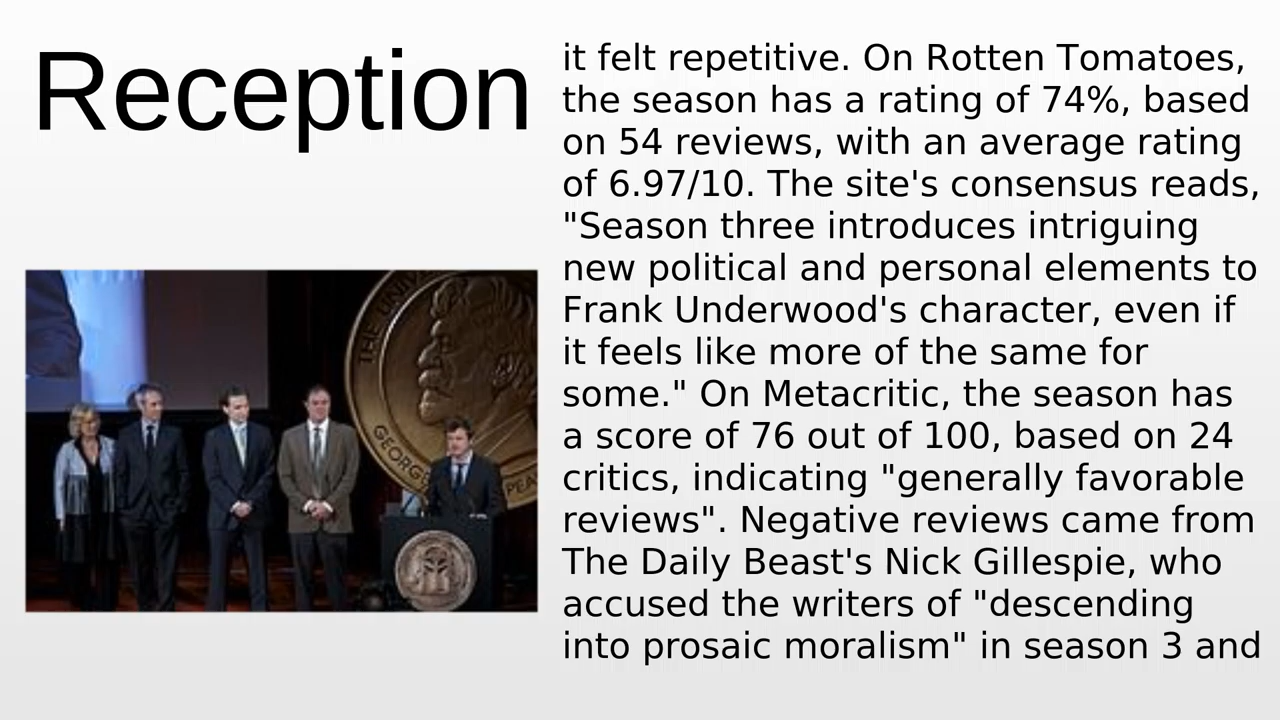 Reception
it felt repetitive. On Rotten Tomatoes,
the season has a rating of 74%, based
on 54 reviews, with an average rating
of 6.97/10. The site's consensus reads,
"Season three introduces intriguing
new political and personal elements to
Frank Underwood's character, even if
it feels like more of the same for
some." On Metacritic, the season has
a score of 76 out of 100, based on 24
critics, indicating "generally favorable
reviews". Negative reviews came from
The Daily Beast's Nick Gillespie, who
accused the writers of "descending
into prosaic moralism" in season 3 and
THE UNIV
GEORGE
PEA